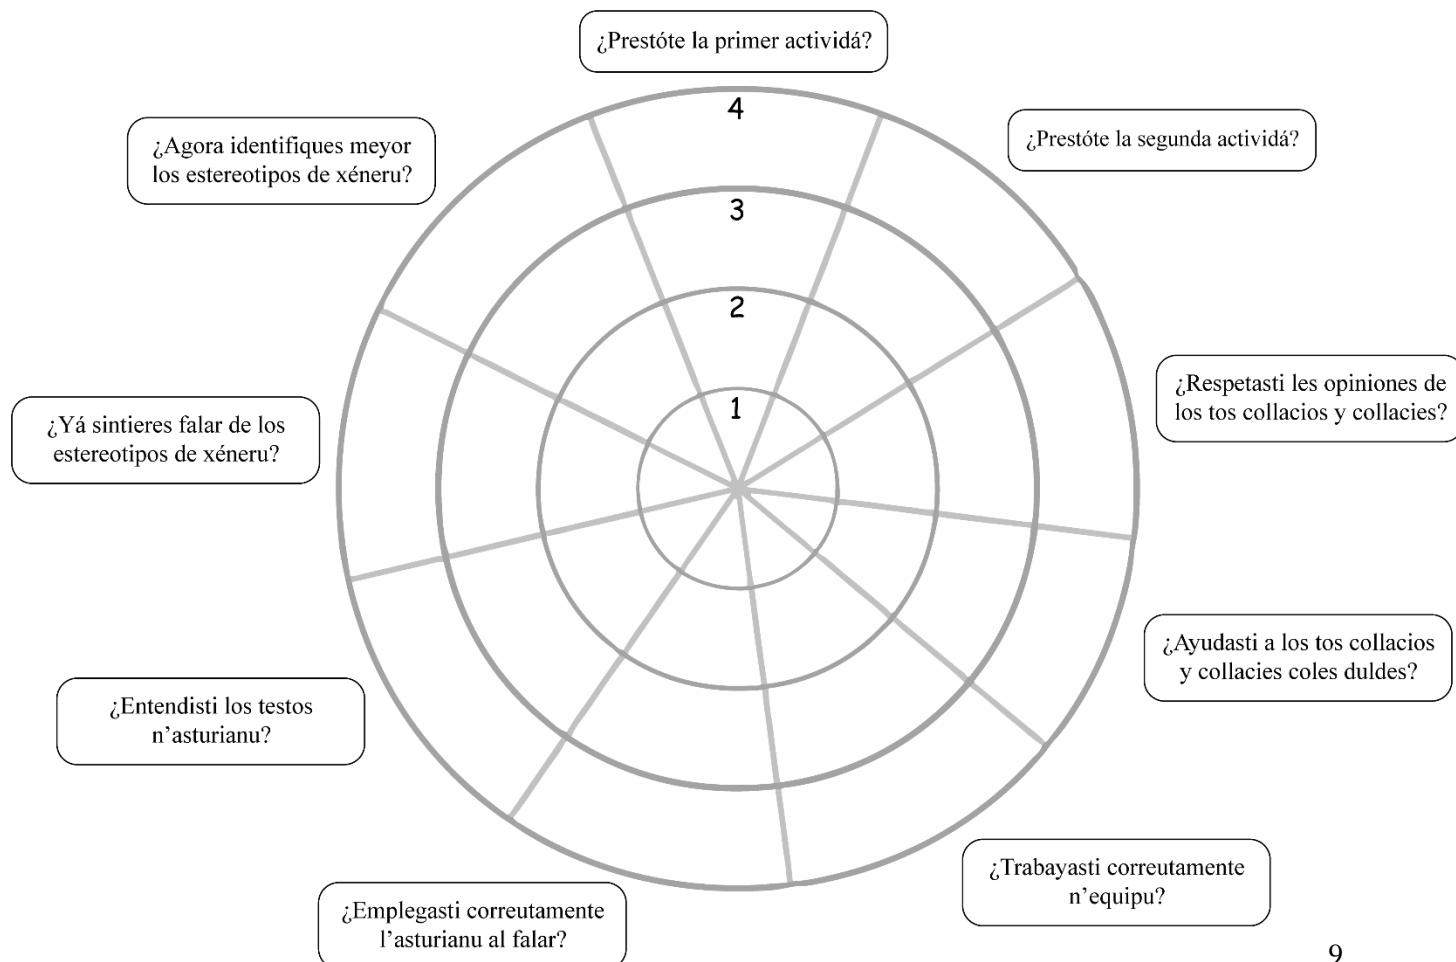 ¿Prestóte la primer actividá?
4
¿Prestóte la segunda actividá?
¿Agora identifiques meyor
los estereotipos de xéneru?
3
2
¿Respetasti les opiniones de
los tos collacios y collacies?
1
¿Yá sintieres falar de los
estereotipos de xéneru?
¿Ayudasti a los tos collacios
y collacies coles duldes?
¿Entendisti los testos
n’asturianu?
¿Trabayasti correutamente
n’equipu?
¿Emplegasti correutamente
l’asturianu al falar?
9